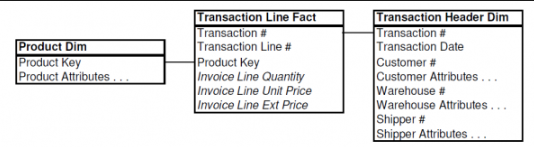 Product Dim
Product Key
Product Attributes . . .
Transaction Line Fact
Transaction #
Transaction Line #
Product Key
Invoice Line Quantity
Invoice Line Unit Price
Invoice Line Ext Price
Transaction Header Dim
Transaction #
Transaction Date
Customer #
Customer Attributes . . .
Warehouse #
Warehouse Attributes . . .
Shipper #
Shipper Attributes . . .